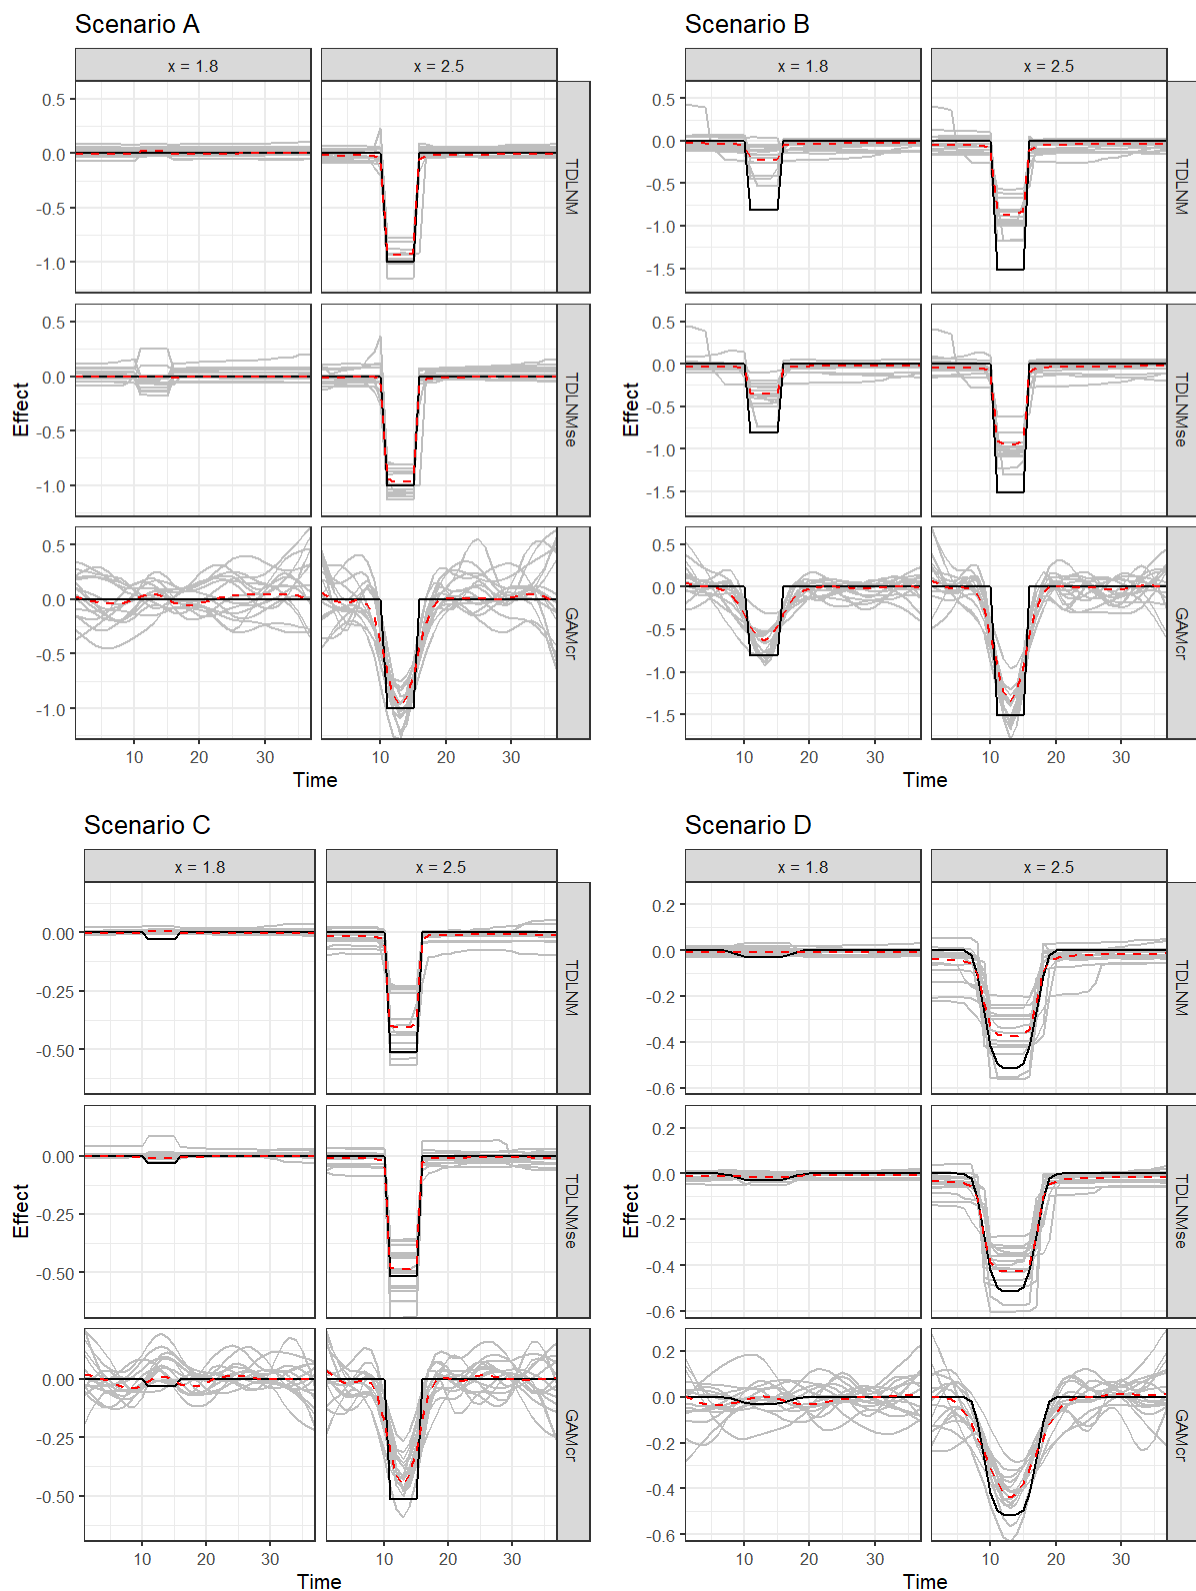 Scenario A
x = 1.8
x = 2.5
0.5
0.0
-0.5
-1.0
TDLNM
0.5
0.0
-0.5
-1.0
TDLNMse
0.5
0.0
-0.5
-1.0
GAMcr
Effect
10
20
30
10
20
30
Time
Scenario B
x = 1.8
x = 2.5
0.5
0.0
-0.5
-1.0
-1.5
TDLNM
0.5
0.0
-0.5
-1.0
-1.5
TDLNMse
0.5
0.0
-0.5
-1.0
-1.5
GAMcr
Effect
10
20
30
10
20
30
Time
Scenario C
x = 1.8
x = 2.5
0.00
-0.25
-0.50
TDLNM
0.00
-0.25
-0.50
TDLNMse
0.00
-0.25
-0.50
GAMcr
Effect
10
20
30
10
20
30
Time
Scenario D
x = 1.8
x = 2.5
0.2
0.0
-0.2
-0.4
-0.6
TDLNM
0.2
0.0
-0.2
-0.4
-0.6
TDLNMse
0.2
0.0
-0.2
-0.4
-0.6
GAMcr
Effect
10
20
30
10
20
30
Time